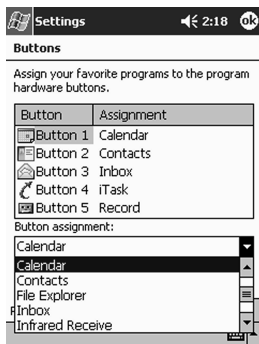 Settings 2:18 ok
Buttons
Assign your favorite programs to the program
hardware buttons.
Button Assignment
Button 1 Calendar
Button 2 Contacts
Button 3 Inbox
Button 4 iTask
Button 5 Record
Button assignment:
Calendar
Calendar
Contacts
File Explorer
Inbox
Infrared Receive